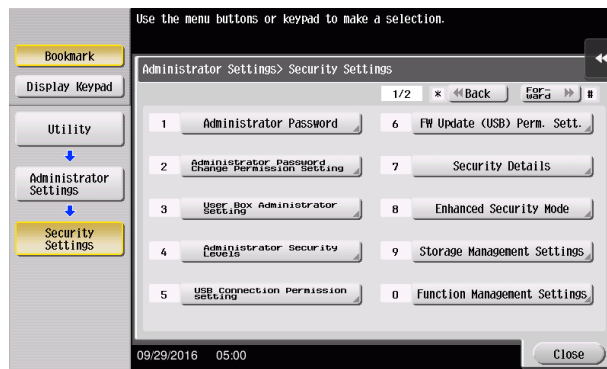 Use the menu buttons or keypad to make a selection.
Bookmark
Display Keypad
Utility
Administrator
Settings
Security
Settings
Administrator Settings> Security Settings
1/2 * Back For-
ward #
1 Administrator Password
2 Administrator Password
Change Permission Setting
3 User Box Administrator
Setting
4 Administrator Security
Levels
5 USB Connection Permission
setting
6 FW Update (USB) Perm. Sett.
7 Security Details
8 Enhanced Security Mode
9 Storage Management Settings
0 Function Management Settings
09/29/2016 05:00
Close